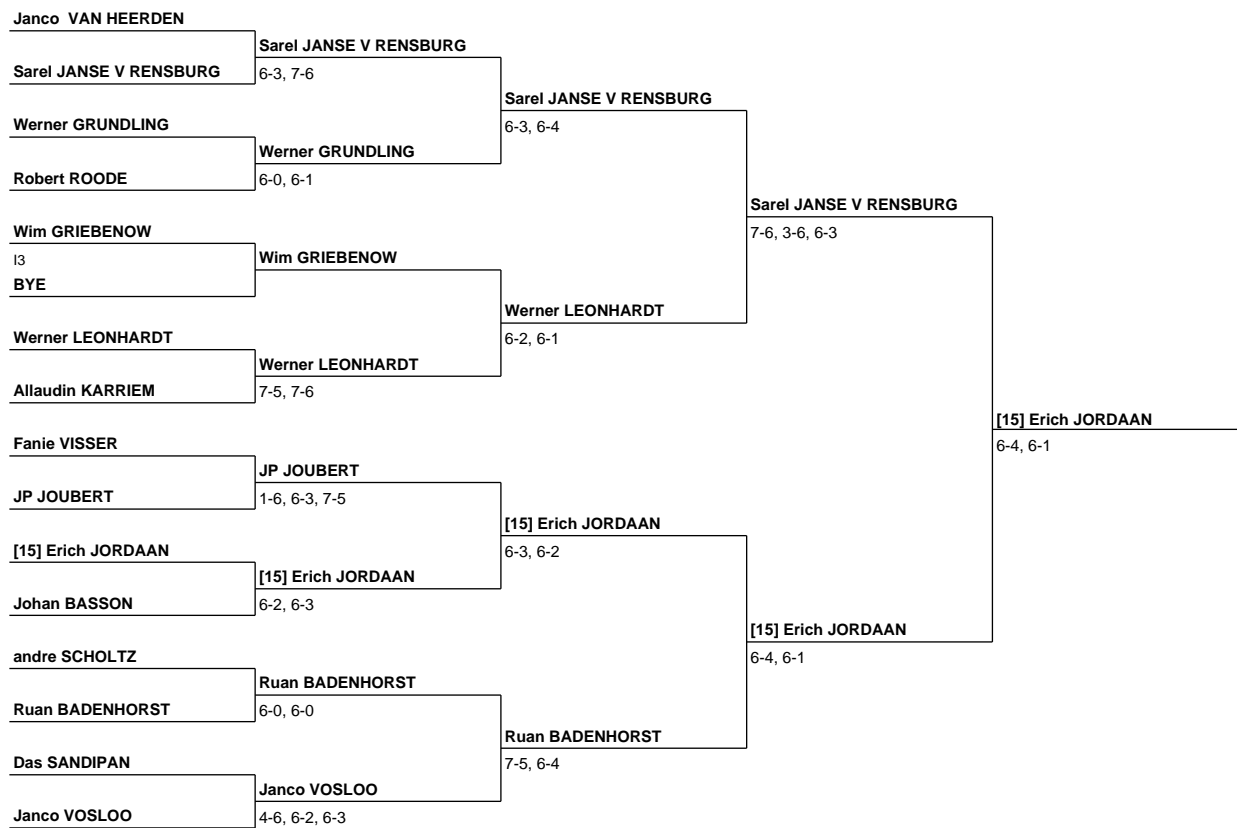 Janco  VAN HEERDEN
Sarel JANSE V RENSBURG
Sarel JANSE V RENSBURG
6-3, 7-6
Sarel JANSE V RENSBURG
6-3, 6-4
Werner GRUNDLING
Werner GRUNDLING
Robert ROODE
6-0, 6-1
Sarel JANSE V RENSBURG
7-6, 3-6, 6-3
Wim GRIEBENOW
I3
Wim GRIEBENOW
BYE
Werner LEONHARDT
6-2, 6-1
Werner LEONHARDT
Werner LEONHARDT
Allaudin KARRIEM
7-5, 7-6
[15] Erich JORDAAN
6-4, 6-1
Fanie VISSER
JP JOUBERT
JP JOUBERT
1-6, 6-3, 7-5
[15] Erich JORDAAN
6-3, 6-2
[15] Erich JORDAAN
[15] Erich JORDAAN
Johan BASSON
6-2, 6-3
[15] Erich JORDAAN
6-4, 6-1
andre SCHOLTZ
Ruan BADENHORST
Ruan BADENHORST
6-0, 6-0
Ruan BADENHORST
7-5, 6-4
Das SANDIPAN
Janco VOSLOO
Janco VOSLOO
4-6, 6-2, 6-3